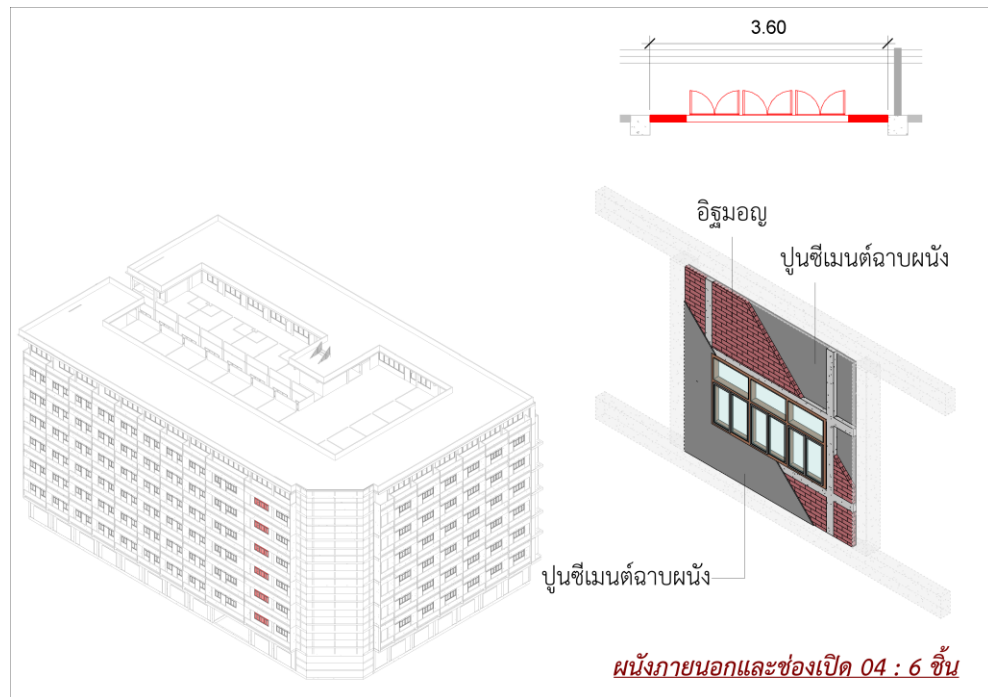 3.60
อิฐมอญ
ปูนซีเมนต์ฉาบผนัง
ปูนซีเมนต์ฉาบผนัง
ผนังภายนอกและช่องเปิด 04 : 6 ชิ้น